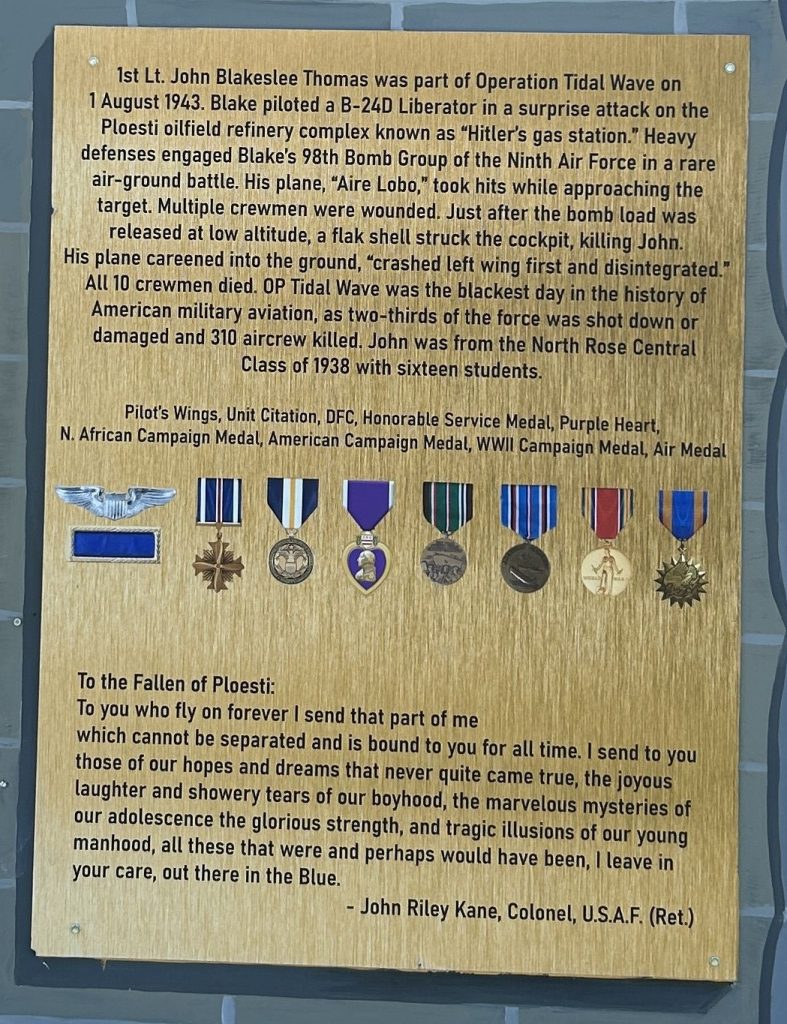 1st Lt. John Blakeslee Thomas was part of Operation Tidal Wave on
1 August 1943. Blake piloted a B-24D Liberator in a surprise attack on the
Ploesti oilfield refinery complex known as “Hitler’s gas station.” Heavy
defenses engaged Blake’s 98th Bomb Group of the Ninth Air Force in a rare
air-ground battle. His plane, “Aire Lobo,” took hits while approaching the
target. Multiple crewmen were wounded. Just after the bomb load was
released at low altitude, a flak shell struck the cockpit, killing John.
His plane careened into the ground, “crashed left wing first and disintegrated.”
All 10 crewmen died. OP Tidal Wave was the blackest day in the history of
American military aviation, as two-thirds of the force was shot down or
damaged and 310 aircrew killed. John was from the North Rose Central
Class of 1938 with sixteen students.
Pilot’s Wings, Unit Citation, DFC, Honorable Service Medal, Purple Heart,
N. African Campaign Medal, American Campaign Medal, WWII Campaign Medal, Air Medal
To the Fallen of Ploesti:
To you who fly on forever I send that part of me
which cannot be separated and is bound to you for all time. I send to you
those of our hopes and dreams that never quite came true, the joyous
laughter and showery tears of our boyhood, the marvelous mysteries of
our adolescence the glorious strength, and tragic illusions of our young
manhood, all these that were and perhaps would have been, I leave in
your care, out there in the Blue.
- John Riley Kane, Colonel, U.S.A.F. (Ret.)